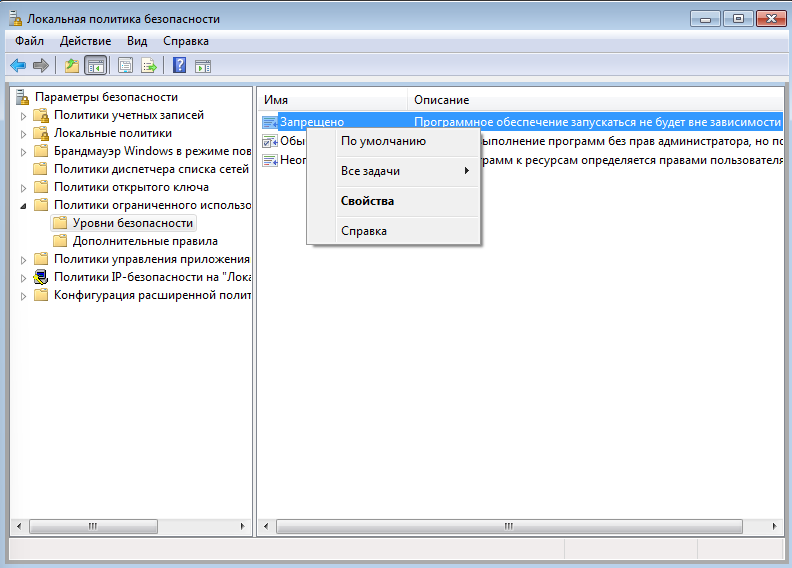 Локальная политика безопасности
Файл Действие Вид Справка
Параметры безопасности
Политики учетных записей
Локальные политики
Брандмауэр Windows в режиме пов
Политики диспетчера списка сетей
Политики открытого ключа
Политики ограниченного использо
Уровни безопасности
Дополнительные правила
Политики управления приложения
Политики IP-безопасности на "Лока
Конфигурация расширенной полит
Имя Описание
Запрещено Программное обеспечение запускаться не будет вне зависимости
Обы ыполнение программ без прав администратора, но по
Неог грамм к ресурсам определяется правами пользователя
По умолчанию
Все задачи
Свойства
Справка